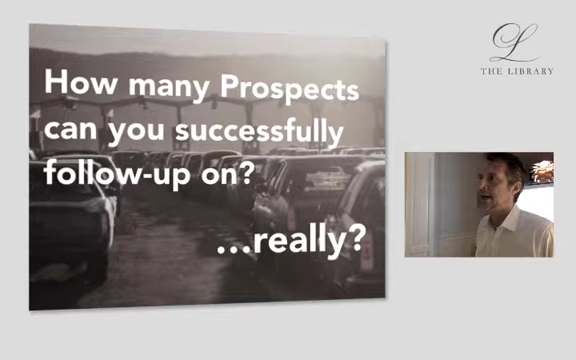 How many Prospects
can you successfully
follow-up on?
...really?
L
THE LIBRARY